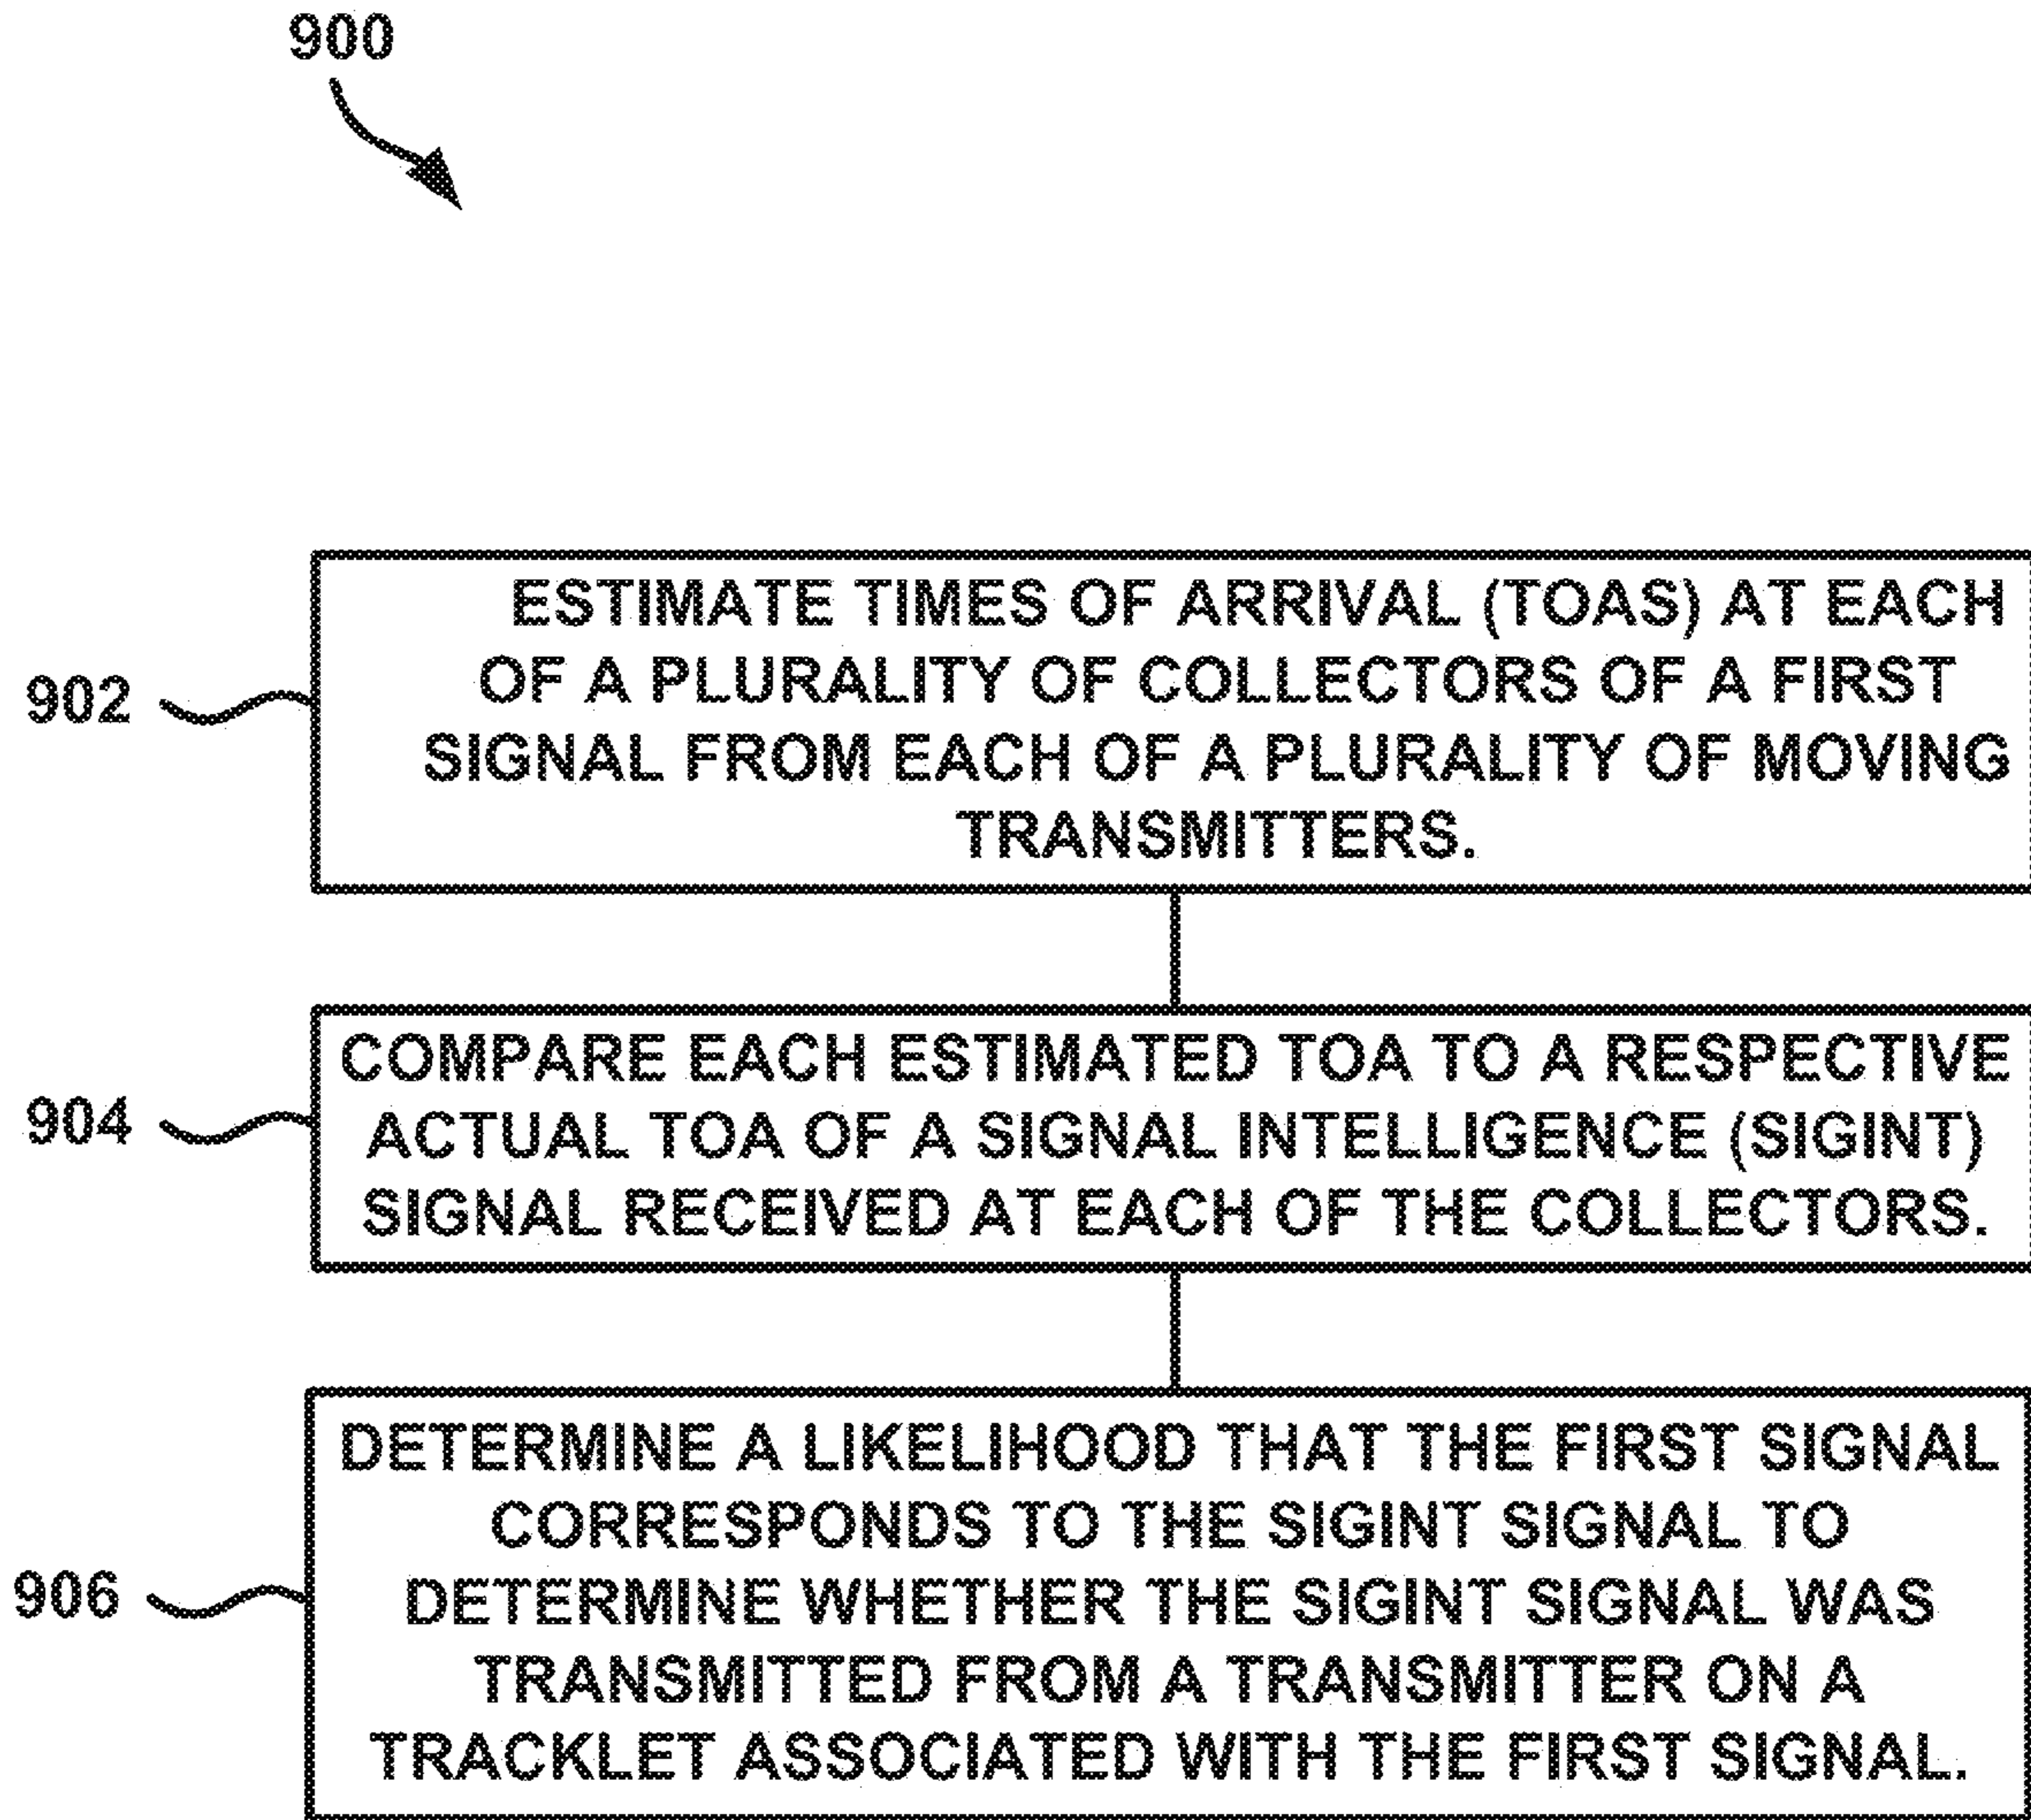 900
902
ESTIMATE TIMES OF ARRIVAL (TOAS) AT EACH
OF A PLURALITY OF COLLECTORS OF A FIRST
SIGNAL FROM EACH OF A PLURALITY OF MOVING
TRANSMITTERS.
904
COMPARE EACH ESTIMATED TOA TO A RESPECTIVE
ACTUAL TOA OF A SIGNAL INTELLIGENCE (SIGINT)
SIGNAL RECEIVED AT EACH OF THE COLLECTORS.
906
DETERMINE A LIKELIHOOD THAT THE FIRST SIGNAL
CORRESPONDS TO THE SIGINT SIGNAL TO
DETERMINE WHETHER THE SIGINT SIGNAL WAS
TRANSMITTED FROM A TRANSMITTER ON A
TRACKLET ASSOCIATED WITH THE FIRST SIGNAL.